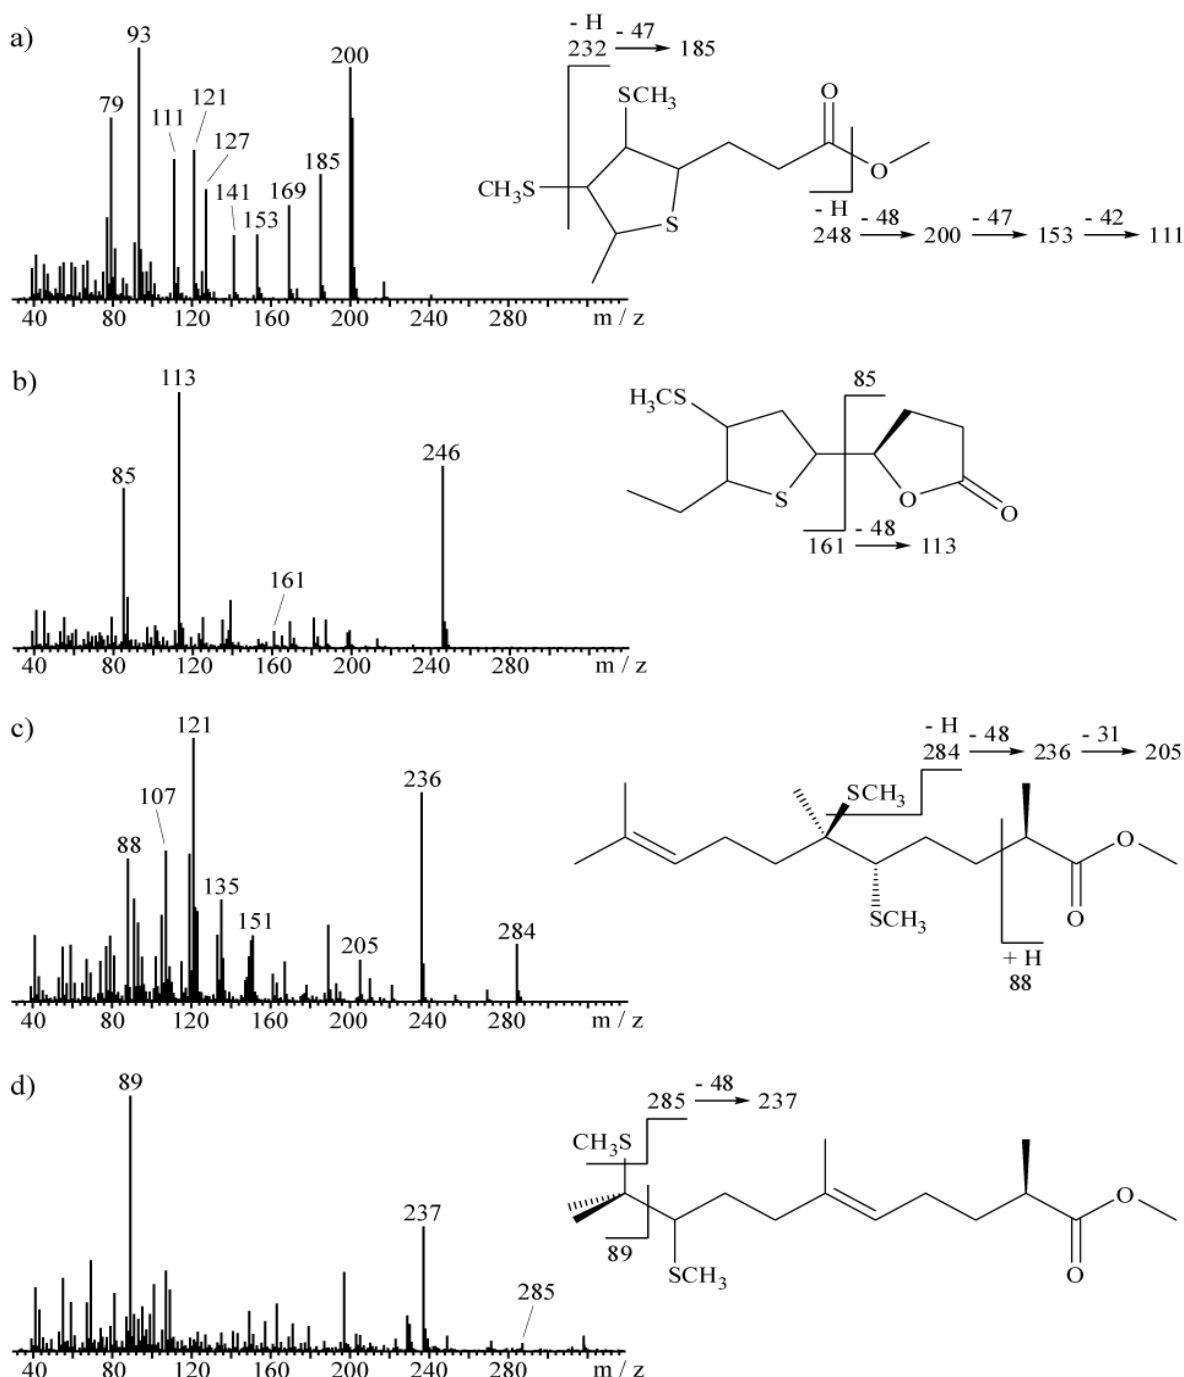 a)
93
200
79
111
121
127
141
153
169
185
40 80 120 160 200 240 280 m / z
- H
232 - 47 185
SCH3
O
CH3S
O
S
- H
248 - 48 200 - 47 153 - 42 111
b)
113
85
246
161
40 80 120 160 200 240 280 m / z
H3CS
85
S
O
O
161 - 48 113
c)
121
107
88
236
135
151
205
284
40 80 120 160 200 240 280 m / z
- H
284 - 48 236 - 31 205
SCH3
O
SCH3
O
+ H
88
d)
89
237
285
40 80 120 160 200 240 280 m / z
285 - 48 237
CH3S
O
89
SCH3
O